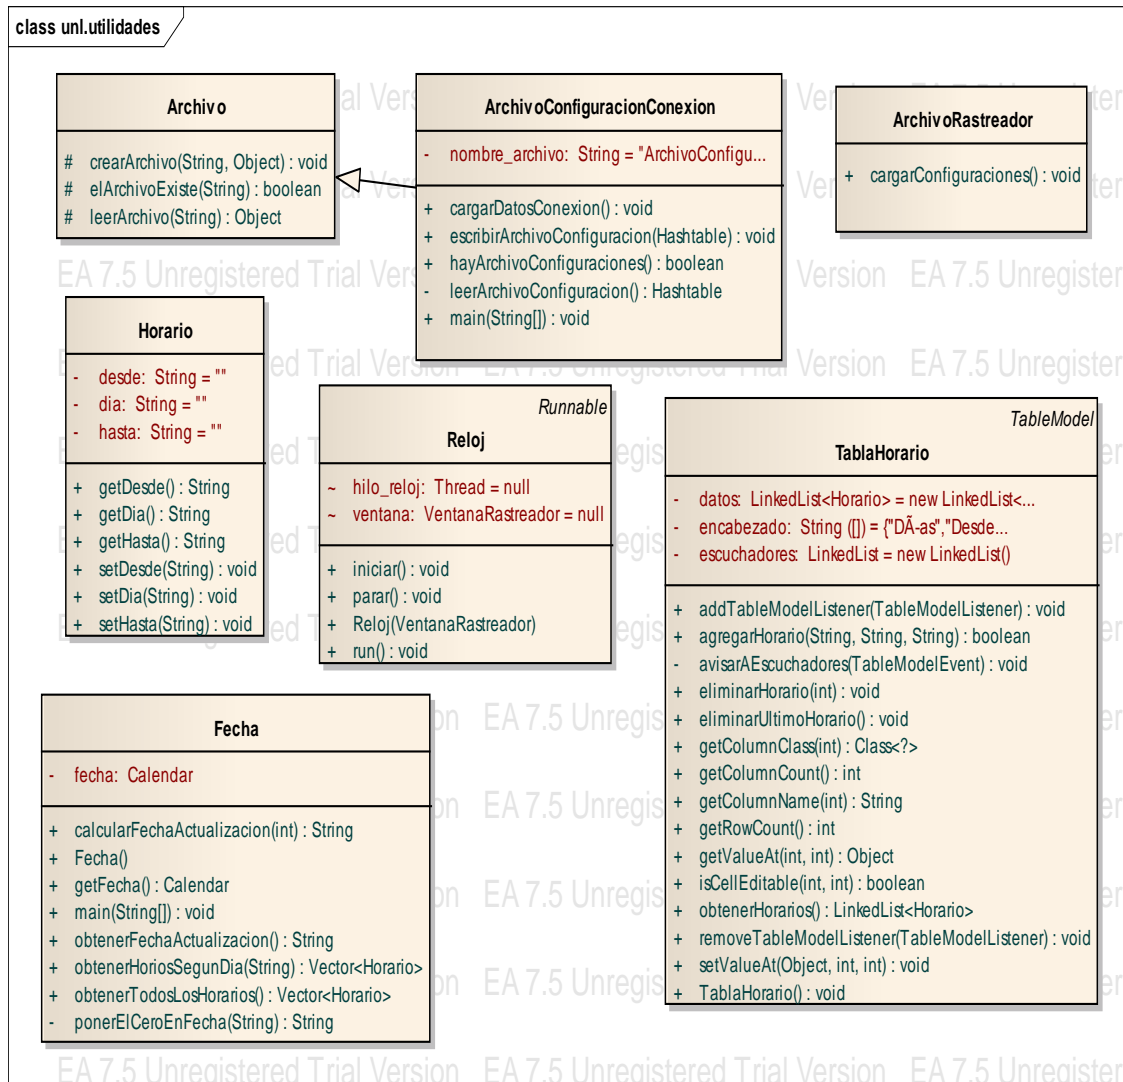 class unl.utilidades
Archivo
# crearArchivo(String, Object) : void
# elArchivoExiste(String) : boolean
# leerArchivo(String) : Object
ArchivoConfiguracionConexion
- nombre_archivo: String = "ArchivoConfigu...
+ cargarDatosConexion() : void
+ escribirArchivoConfiguracion(Hashtable) : void
+ hayArchivoConfiguraciones() : boolean
- leerArchivoConfiguracion() : Hashtable
+ main(String[]) : void
ArchivoRastreador
+ cargarConfiguraciones() : void
Horario
- desde: String = ""
- dia: String = ""
- hasta: String = ""
+ getDesde() : String
+ getDia() : String
+ getHasta() : String
+ setDesde(String) : void
+ setDia(String) : void
+ setHasta(String) : void
Runnable
Reloj
~ hilo_reloj: Thread = null
~ ventana: VentanaRastreador = null
+ iniciar() : void
+ parar() : void
+ Reloj(VentanaRastreador)
+ run() : void
TableModel
TablaHorario
- datos: LinkedList<Horario> = new LinkedList<...
- encabezado: String ([]) = {"DÃ-as","Desde...
- escuchadores: LinkedList = new LinkedList()
+ addTableModelListener(TableModelListener) : void
+ agregarHorario(String, String, String) : boolean
- avisarAEscuchadores(TableModelEvent) : void
+ eliminarHorario(int) : void
+ eliminarUltimoHorario() : void
+ getColumnClass(int) : Class<?>
+ getColumnCount() : int
+ getColumnName(int) : String
+ getRowCount() : int
+ getValueAt(int, int) : Object
+ isCellEditable(int, int) : boolean
+ obtenerHorarios() : LinkedList<Horario>
+ removeTableModelListener(TableModelListener) : void
+ setValueAt(Object, int, int) : void
+ TablaHorario() : void
Fecha
- fecha: Calendar
+ calcularFechaActualizacion(int) : String
+ Fecha()
+ getFecha() : Calendar
+ main(String[]) : void
+ obtenerFechaActualizacion() : String
+ obtenerHoriosSegunDia(String) : Vector<Horario>
+ obtenerTodosLosHorarios() : Vector<Horario>
- ponerElCeroEnFecha(String) : String
EA 7.5 Unregistered Trial Version EA 7.5 Unregistered Trial Version EA 7.5 Unregister